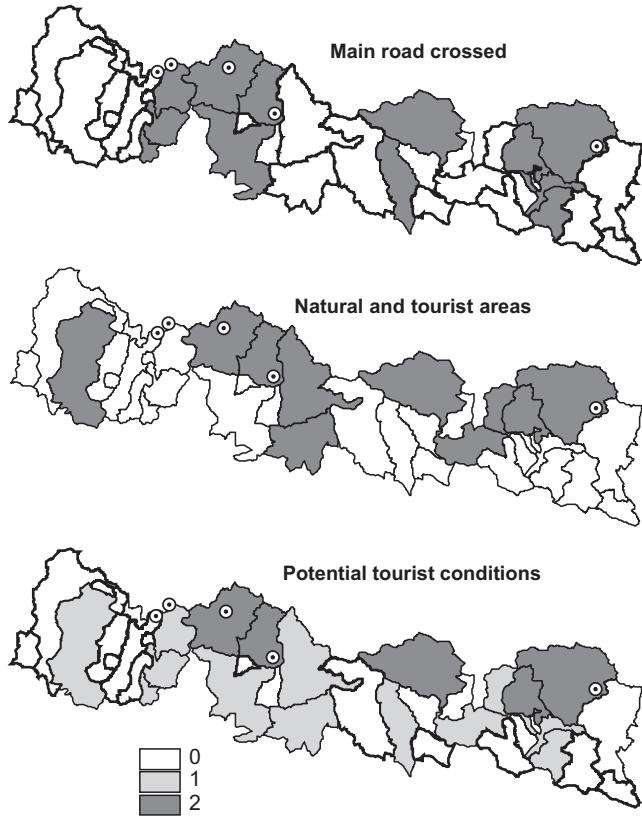 Main road crossed
Natural and tourist areas
Potential tourist conditions
0
1
2